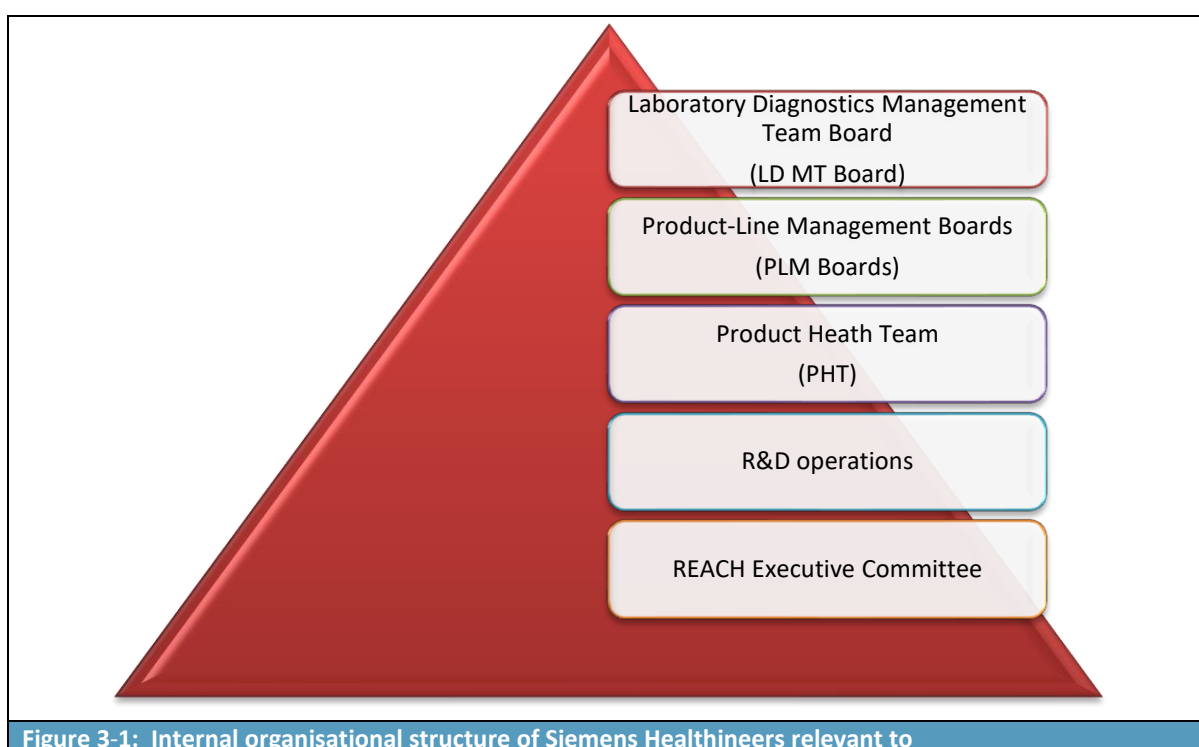 Laboratory Diagnostics Management
Team Board
(LD MT Board)
Product-Line Management Boards
(PLM Boards)
Product Heath Team
(PHT)
R&D operations
REACH Executive Committee
Figure 3-1: Internal organisational structure of Siemens Healthineers relevant to